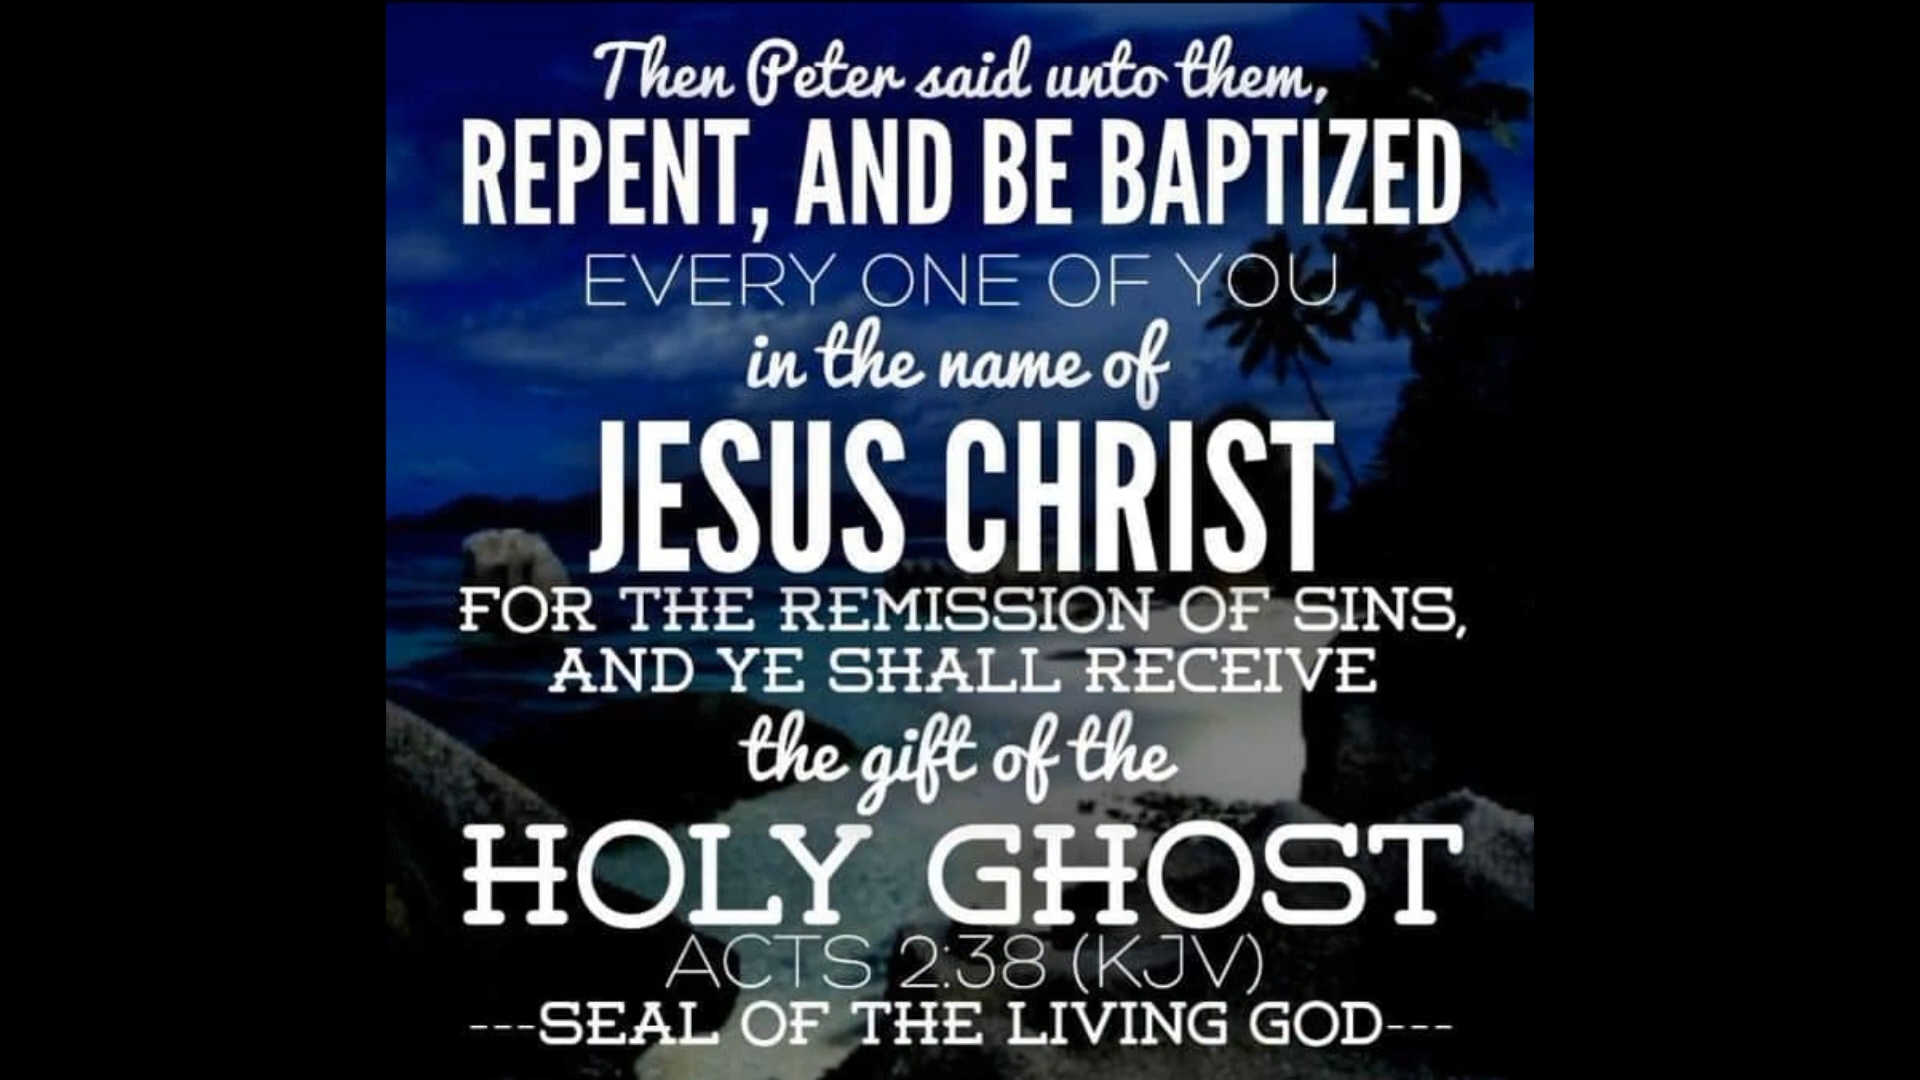 Then Peter said unto them,
REPENT, AND BE BAPTIZED
EVERY ONE OF YOU
in the name of
JESUS CHRIST
FOR THE REMISSION OF SINS,
AND YE SHALL RECEIVE
the gift of the
HOLY GHOST
ACTS 2:38 (KJV)
---SEAL OF THE LIVING GOD---